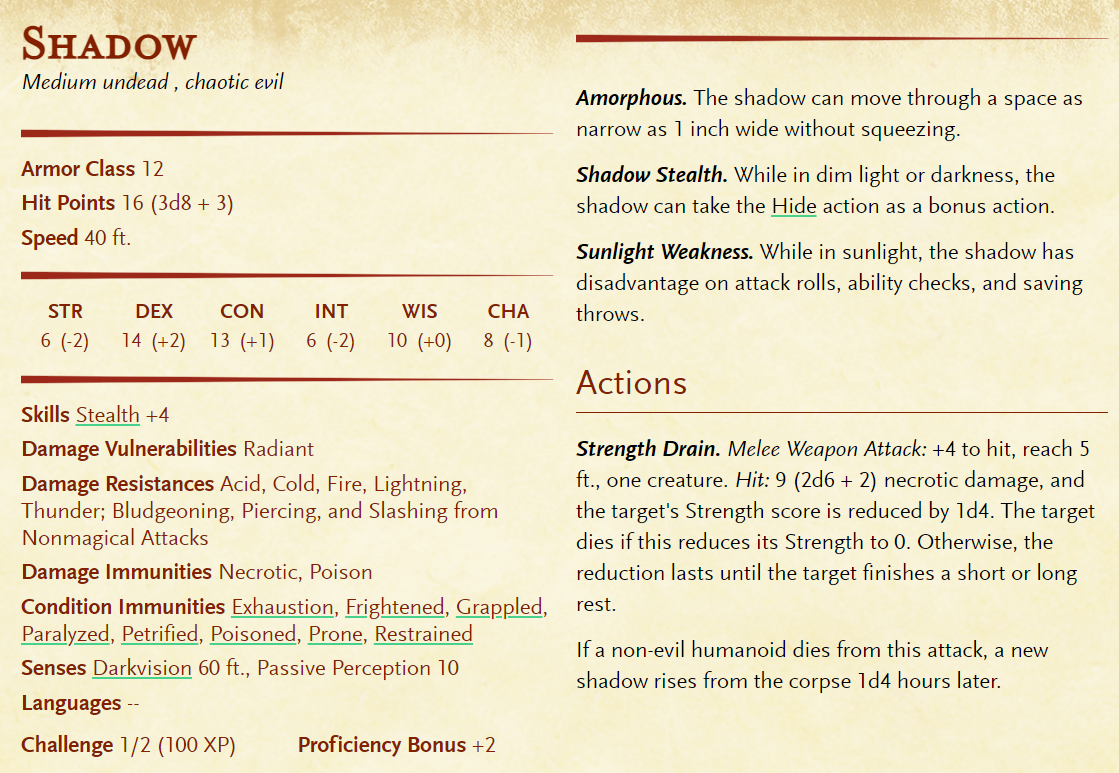 Shadow
Medium undead , chaotic evil
Armor Class 12
Hit Points 16 (3d8 + 3)
Speed 40 ft.
STR DEX CON INT WIS CHA
6 (-2) 14 (+2) 13 (+1) 6 (-2) 10 (+0) 8 (-1)
Skills Stealth +4
Damage Vulnerabilities Radiant
Damage Resistances Acid, Cold, Fire, Lightning,
Thunder; Bludgeoning, Piercing, and Slashing from
Nonmagical Attacks
Damage Immunities Necrotic, Poison
Condition Immunities Exhaustion, Frightened, Grappled,
Paralyzed, Petrified, Poisoned, Prone, Restrained
Senses Darkvision 60 ft., Passive Perception 10
Languages --
Challenge 1/2 (100 XP) Proficiency Bonus +2
Amorphous. The shadow can move through a space as
narrow as 1 inch wide without squeezing.
Shadow Stealth. While in dim light or darkness, the
shadow can take the Hide action as a bonus action.
Sunlight Weakness. While in sunlight, the shadow has
disadvantage on attack rolls, ability checks, and saving
throws.
Actions
Strength Drain. Melee Weapon Attack: +4 to hit, reach 5
ft., one creature. Hit: 9 (2d6 + 2) necrotic damage, and
the target's Strength score is reduced by 1d4. The target
dies if this reduces its Strength to 0. Otherwise, the
reduction lasts until the target finishes a short or long
rest.
If a non-evil humanoid dies from this attack, a new
shadow rises from the corpse 1d4 hours later.